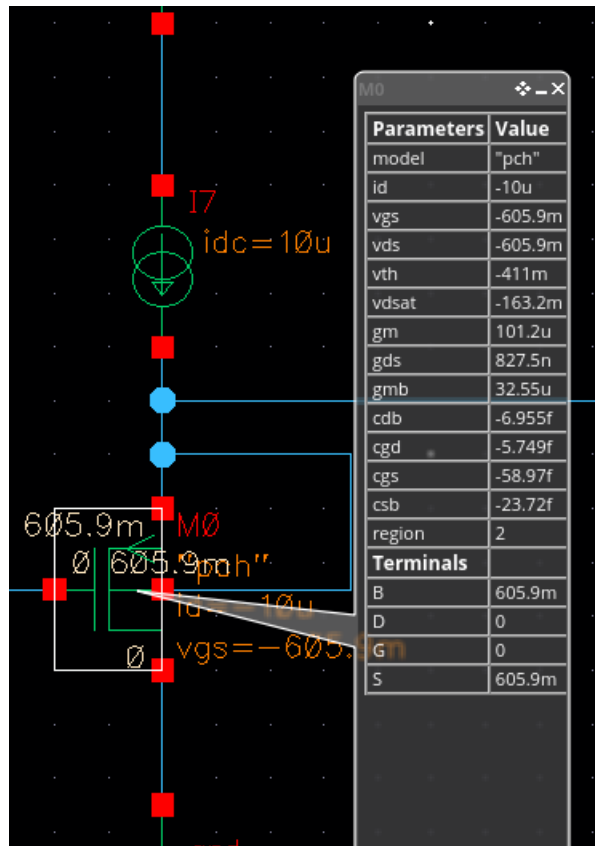 I7
idc=10u
605.9m
M0
0
605.9m
"pch"
id=-10u
vgs=-605.9m
0
M0
Parameters Value
model "pch"
id -10u
vgs -605.9m
vds -605.9m
vth -411m
vdsat -163.2m
gm 101.2u
gds 827.5n
gmb 32.55u
cdb -6.955f
cgd -5.749f
cgs -58.97f
csb -23.72f
region 2
Terminals
B 605.9m
D 0
G 0
S 605.9m